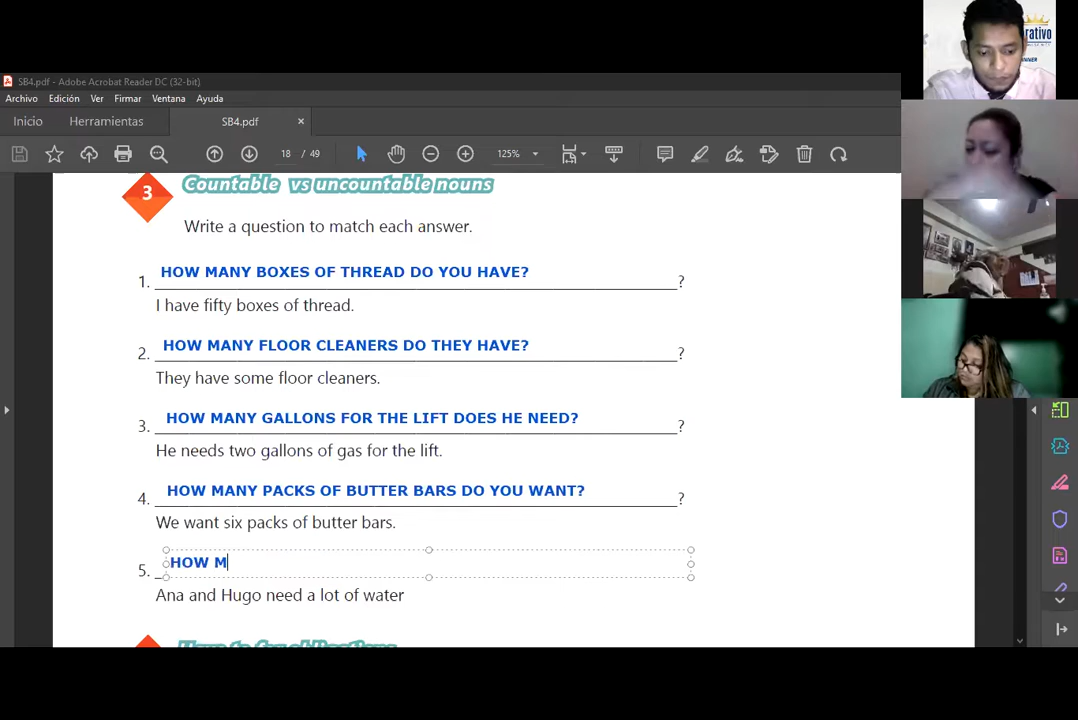 rativo
NNER
SB4.pdf - Adobe Acrobat Reader DC (32-bit)
Archivo Edición Ver Firmar Ventana Ayuda
Inicio Herramientas SB4.pdf ×
18 / 49 125%
3 Countable vs uncountable nouns
Write a question to match each answer.
HOW MANY BOXES OF THREAD DO YOU HAVE?
1. ?
I have fifty boxes of thread.
HOW MANY FLOOR CLEANERS DO THEY HAVE?
2. ?
They have some floor cleaners.
HOW MANY GALLONS FOR THE LIFT DOES HE NEED?
3. ?
He needs two gallons of gas for the lift.
HOW MANY PACKS OF BUTTER BARS DO YOU WANT?
4. ?
We want six packs of butter bars.
HOW M
5.
Ana and Hugo need a lot of water